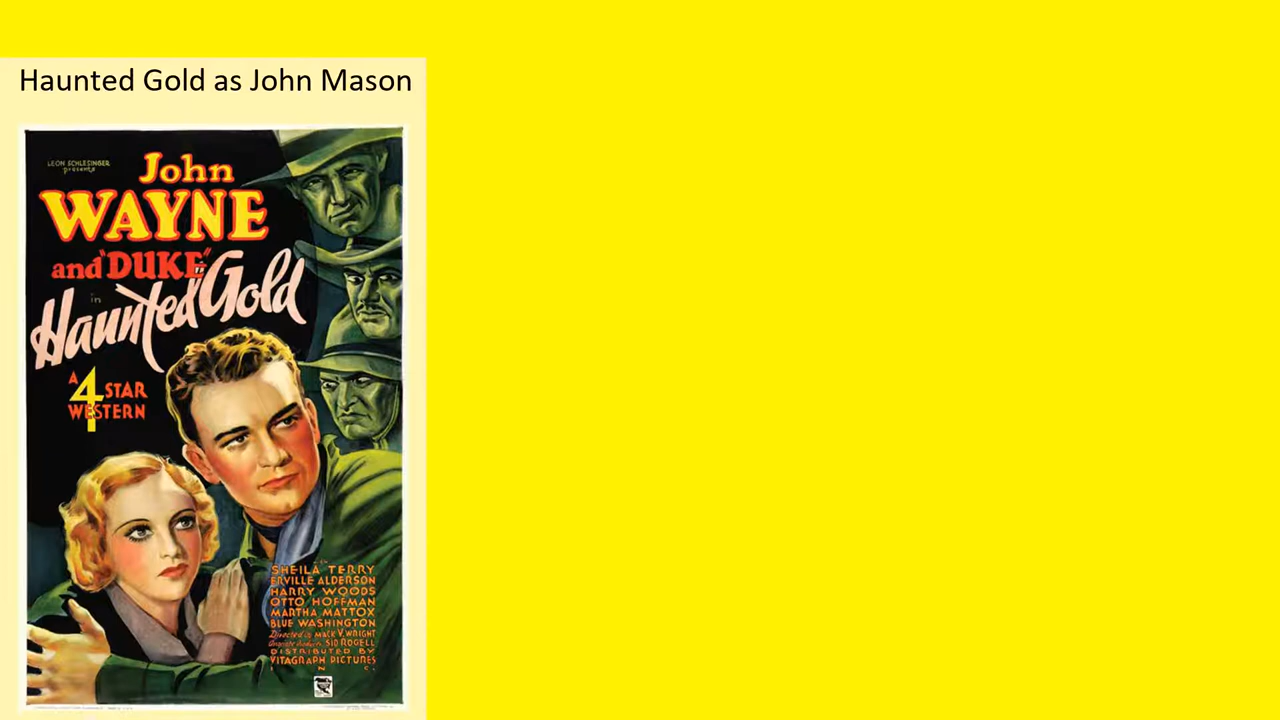 Haunted Gold as John Mason
LEON SCHLESINGER
presents
John
WAYNE
and "DUKE"
in
Haunted Gold
A
4 STAR
WESTERN
SHEILA TERRY
ERVILLE ALDERSON
HARRY WOODS
OTTO HOFFMAN
MARTHA MATTOX
BLUE WASHINGTON
Directed by MACK V. WRIGHT
SID ROGELL
DISTRIBUTED BY
VITAGRAPH PICTURES
I N C.